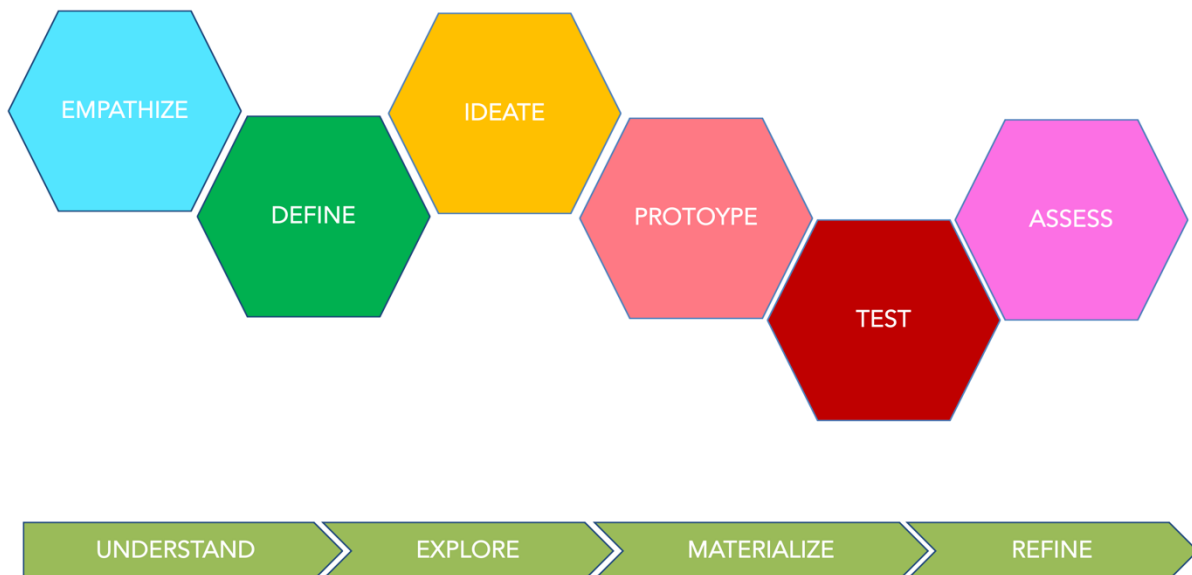 EMPATHIZE
DEFINE
IDEATE
PROTOYPE
TEST
ASSESS
UNDERSTAND
EXPLORE
MATERIALIZE
REFINE